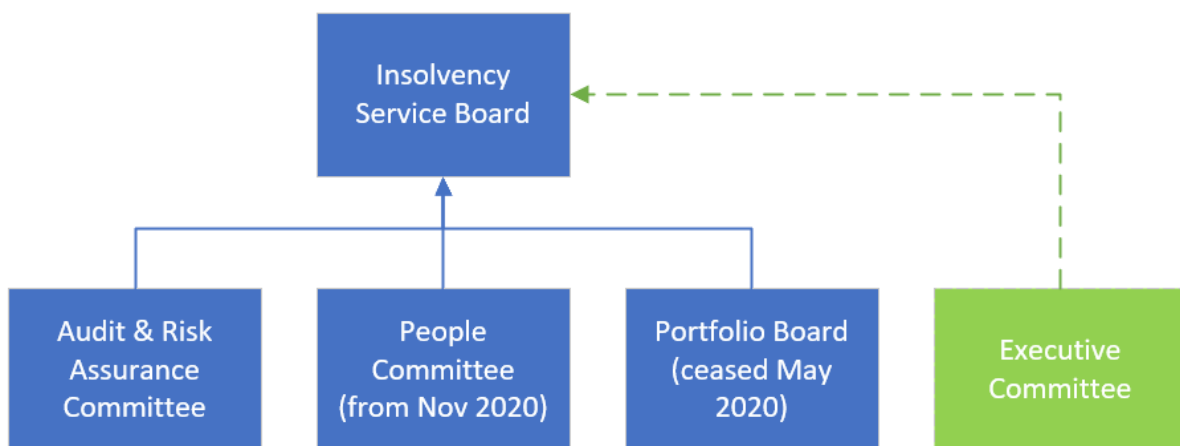 Insolvency
Service Board
Audit & Risk
Assurance
Committee
People
Committee
(from Nov 2020)
Portfolio Board
(ceased May
2020)
Executive
Committee